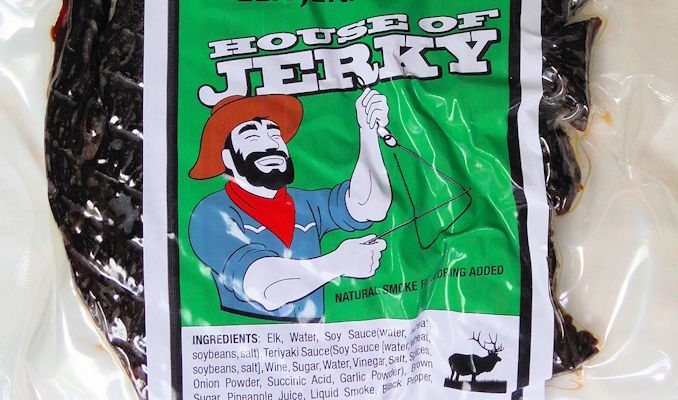 HOUSE OF
JERKY
NATURAL SMOKE FLAVORING ADDED
INGREDIENTS: Elk, Water, Soy Sauce(water, wheat,
soybeans, salt), Teriyaki Sauce(Soy Sauce [water, wheat,
soybeans, salt], Wine, Sugar, Water, Vinegar, Salt, Spices,
Onion Powder, Succinic Acid, Garlic Powder), Brown
Sugar, Pineapple Juice, Liquid Smoke, Black Pepper,